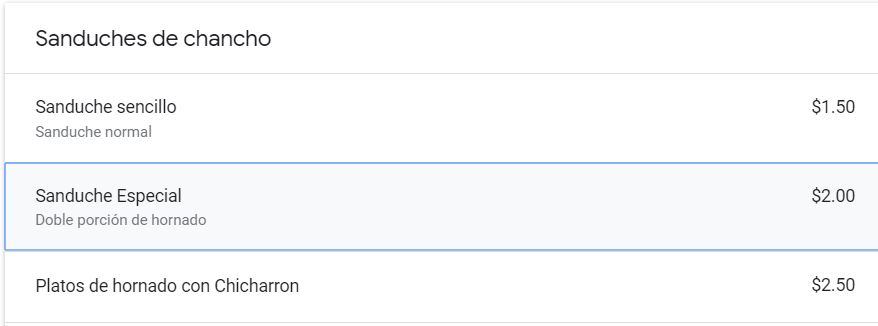 Sanduches de chancho
Sanduche sencillo $1.50
Sanduche normal
Sanduche Especial $2.00
Doble porción de hornado
Platos de hornado con Chicharron $2.50